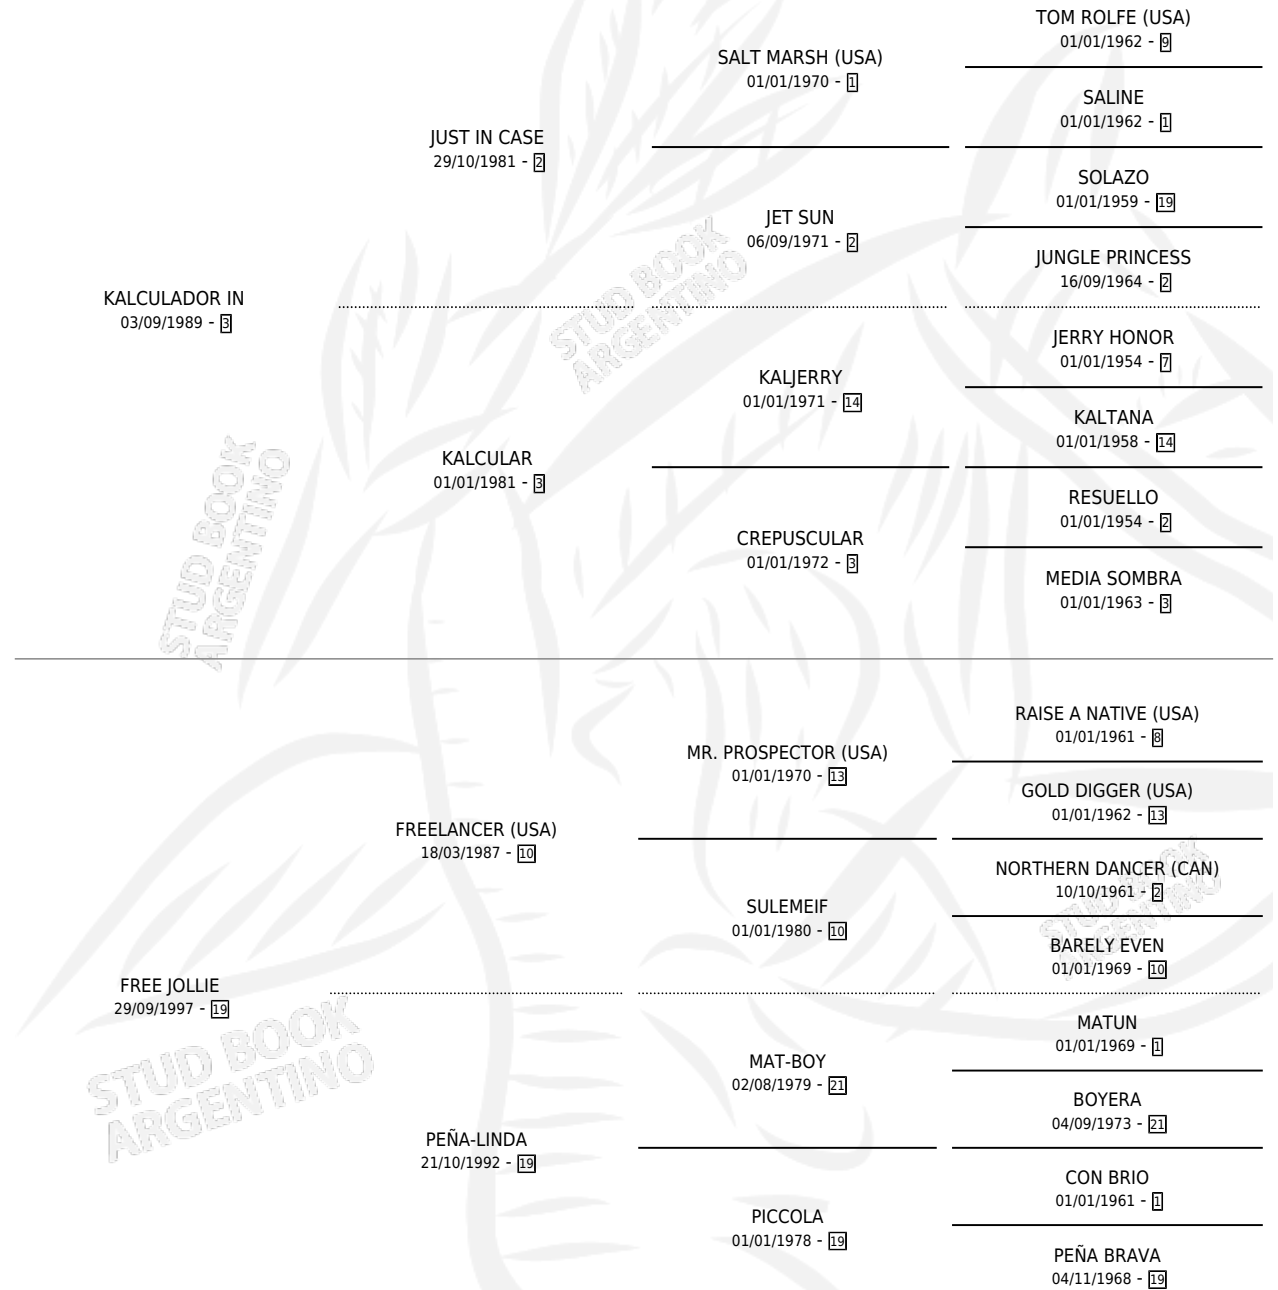 TOM ROLFE (USA)
01/01/1962 - 9
SALT MARSH (USA)
01/01/1970 - 1
SALINE
01/01/1962 - 1
JUST IN CASE
29/10/1981 - 2
SOLAZO
01/01/1959 - 19
JET SUN
06/09/1971 - 2
JUNGLE PRINCESS
16/09/1964 - 2
KALCULADOR IN
03/09/1989 - 3
JERRY HONOR
01/01/1954 - 7
KALJERRY
01/01/1971 - 14
KALTANA
01/01/1958 - 14
KALCULAR
01/01/1981 - 3
RESUELLO
01/01/1954 - 2
CREPUSCULAR
01/01/1972 - 3
MEDIA SOMBRA
01/01/1963 - 3
RAISE A NATIVE (USA)
01/01/1961 - 8
MR. PROSPECTOR (USA)
01/01/1970 - 13
GOLD DIGGER (USA)
01/01/1962 - 13
FREELANCER (USA)
18/03/1987 - 10
NORTHERN DANCER (CAN)
10/10/1961 - 2
SULEMEIF
01/01/1980 - 10
BARELY EVEN
01/01/1969 - 10
FREE JOLLIE
29/09/1997 - 19
MATUN
01/01/1969 - 1
MAT-BOY
02/08/1979 - 21
BOYERA
04/09/1973 - 21
PEÑA-LINDA
21/10/1992 - 19
CON BRIO
01/01/1961 - 1
PICCOLA
01/01/1978 - 19
PEÑA BRAVA
04/11/1968 - 19
STUD BOOK
ARGENTINO
STUD BOOK
ARGENTINO
STUD BOOK
ARGENTINO
STUD BOOK
ARGENTINO